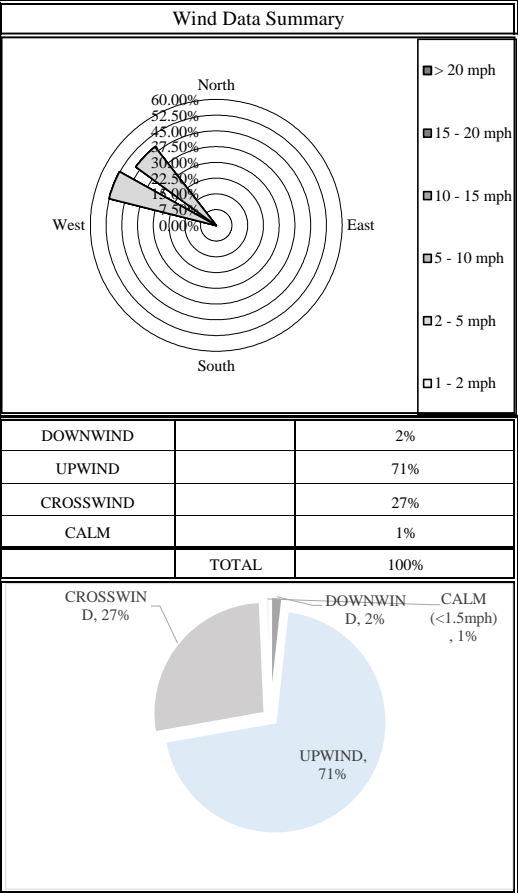 Wind Data Summary
North
60.00%
52.50%
45.00%
37.50%
30.00%
22.50%
15.00%
7.50%
0.00%
West
East
South
> 20 mph
15 - 20 mph
10 - 15 mph
5 - 10 mph
2 - 5 mph
1 - 2 mph
DOWNWIND 2%
UPWIND 71%
CROSSWIND 27%
CALM 1%
TOTAL 100%
CROSSWIN
D, 27%
DOWNWIN
D, 2%
CALM
(<1.5mph)
, 1%
UPWIND,
71%